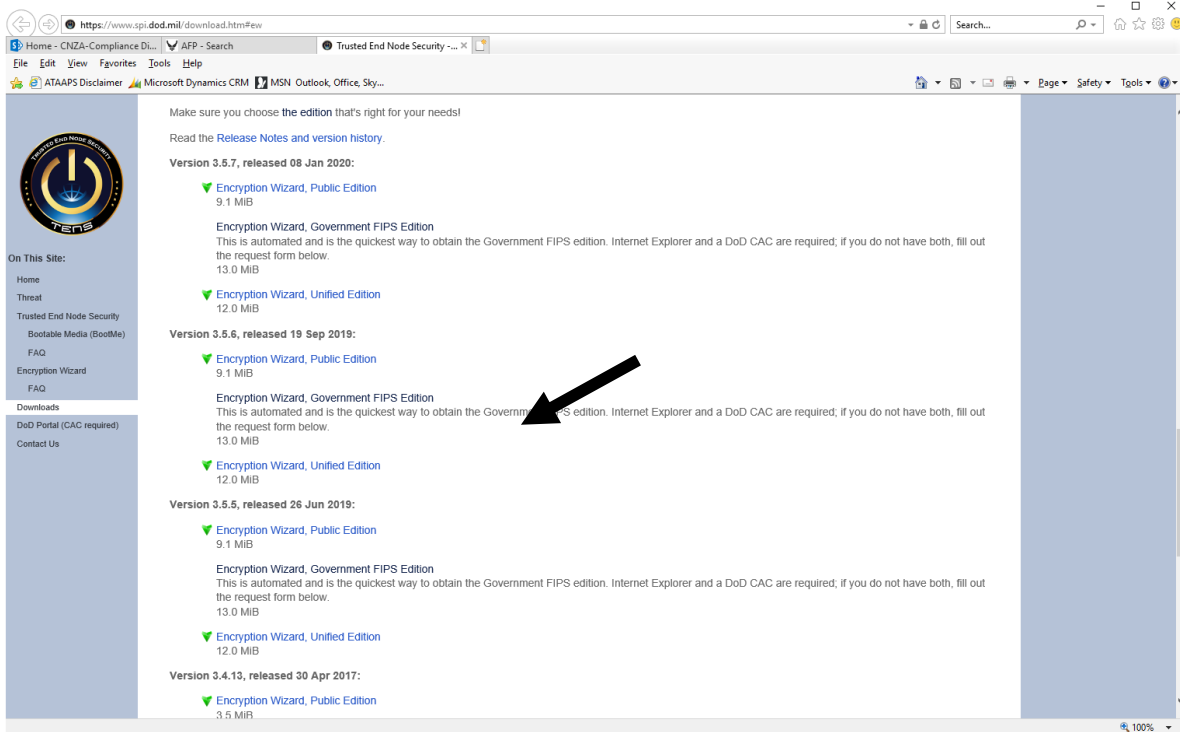 https://www.spi.dod.mil/download.htm#ew
Search...
Home - CNZA-Compliance Di...
AFP - Search
Trusted End Node Security -...
File Edit View Favorites Tools Help
ATAAPS Disclaimer Microsoft Dynamics CRM MSN Outlook, Office, Sky...
Page Safety Tools
Make sure you choose the edition that's right for your needs!
Read the Release Notes and version history.
Version 3.5.7, released 08 Jan 2020:
Encryption Wizard, Public Edition
9.1 MiB
Encryption Wizard, Government FIPS Edition
This is automated and is the quickest way to obtain the Government FIPS edition. Internet Explorer and a DoD CAC are required; if you do not have both, fill out
the request form below.
13.0 MiB
Encryption Wizard, Unified Edition
12.0 MiB
Version 3.5.6, released 19 Sep 2019:
Encryption Wizard, Public Edition
9.1 MiB
Encryption Wizard, Government FIPS Edition
This is automated and is the quickest way to obtain the Governm PS edition. Internet Explorer and a DoD CAC are required; if you do not have both, fill out
the request form below.
13.0 MiB
Encryption Wizard, Unified Edition
12.0 MiB
Version 3.5.5, released 26 Jun 2019:
Encryption Wizard, Public Edition
9.1 MiB
Encryption Wizard, Government FIPS Edition
This is automated and is the quickest way to obtain the Government FIPS edition. Internet Explorer and a DoD CAC are required; if you do not have both, fill out
the request form below.
13.0 MiB
Encryption Wizard, Unified Edition
12.0 MiB
Version 3.4.13, released 30 Apr 2017:
Encryption Wizard, Public Edition
3.5 MiB
TRUSTED END NODE SECURITY
TENS
On This Site:
Home
Threat
Trusted End Node Security
Bootable Media (BootMe)
FAQ
Encryption Wizard
FAQ
Downloads
DoD Portal (CAC required)
Contact Us
100%